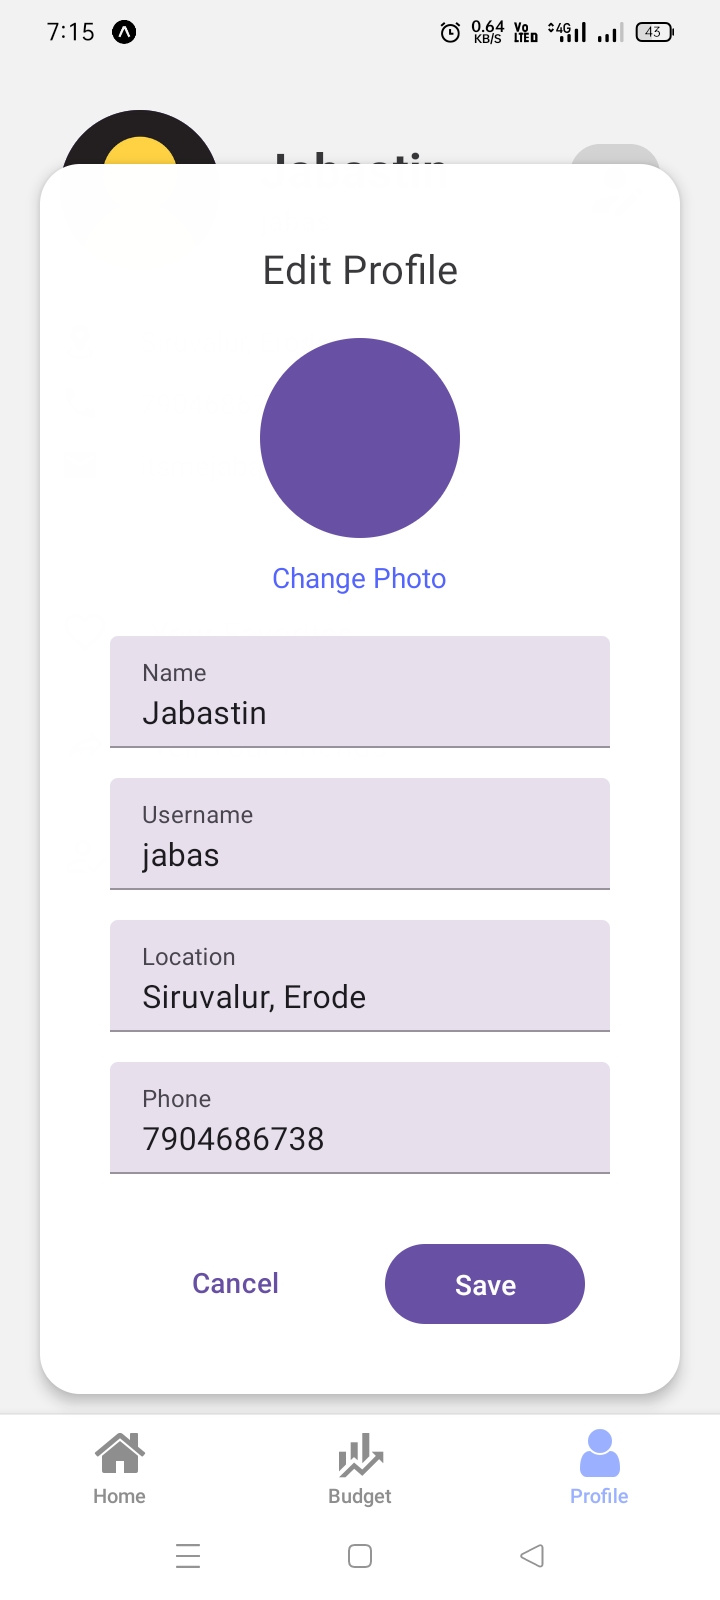 7:15
0.64
KB/S
Vo
LTE
4G
43
Jabastin
Edit Profile
Change Photo
Name
Jabastin
Username
jabas
Location
Siruvalur, Erode
Phone
7904686738
Cancel
Save
Home
Budget
Profile